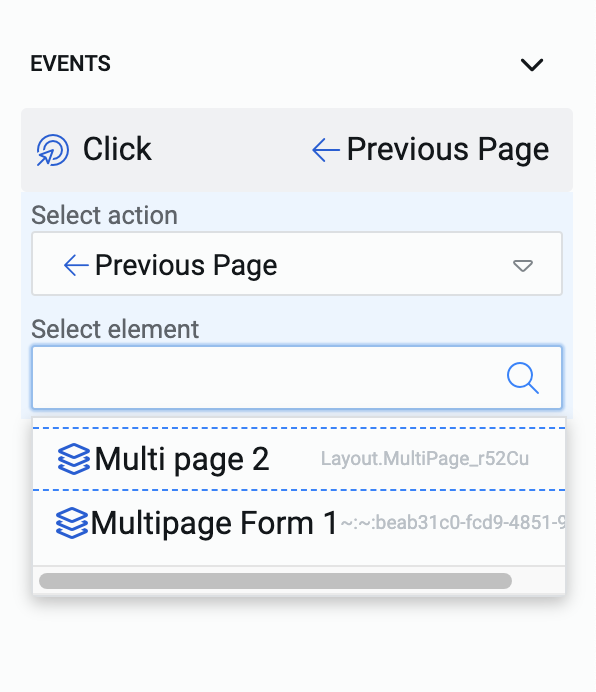 EVENTS
Click Previous Page
Select action
Previous Page
Select element
Multi page 2 Layout.MultiPage_r52Cu
Multipage Form 1 ~:~:beab31c0-fcd9-4851-9